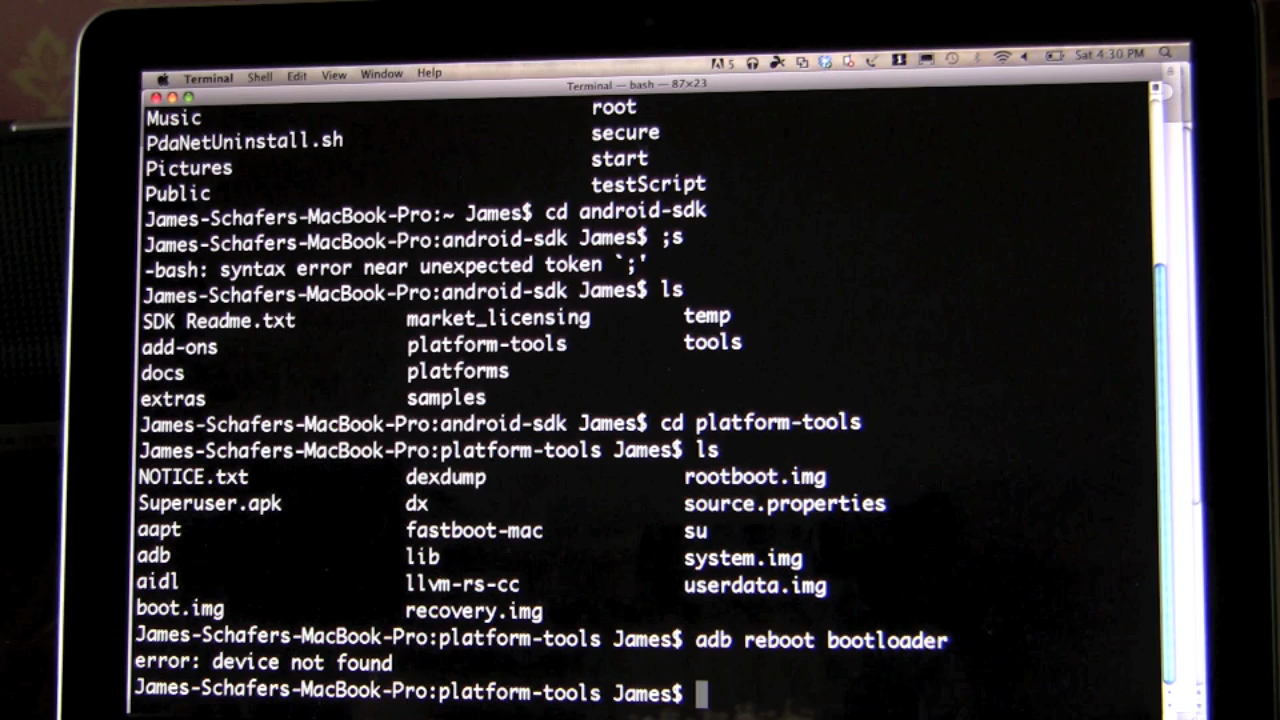 Terminal Shell Edit View Window Help 5 Sat 4:30 PM
Terminal — bash — 87×23
Music root
PdaNetUninstall.sh secure
Pictures start
Public testScript
James-Schafers-MacBook-Pro:~ James$ cd android-sdk
James-Schafers-MacBook-Pro:android-sdk James$ ;s
-bash: syntax error near unexpected token `;'
James-Schafers-MacBook-Pro:android-sdk James$ ls
SDK Readme.txt market_licensing temp
add-ons platform-tools tools
docs platforms
extras samples
James-Schafers-MacBook-Pro:android-sdk James$ cd platform-tools
James-Schafers-MacBook-Pro:platform-tools James$ ls
NOTICE.txt dexdump rootboot.img
Superuser.apk dx source.properties
aapt fastboot-mac su
adb lib system.img
aidl llvm-rs-cc userdata.img
boot.img recovery.img
James-Schafers-MacBook-Pro:platform-tools James$ adb reboot bootloader
error: device not found
James-Schafers-MacBook-Pro:platform-tools James$